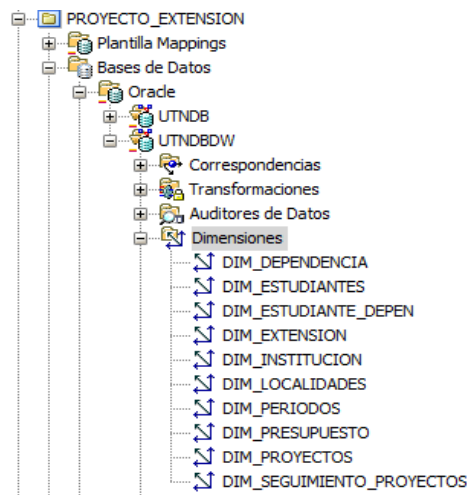 PROYECTO_EXTENSION
Plantilla Mappings
Bases de Datos
Oracle
UTNDB
UTNDBDW
Correspondencias
Transformaciones
Auditores de Datos
Dimensiones
DIM_DEPENDENCIA
DIM_ESTUDIANTES
DIM_ESTUDIANTE_DEPEN
DIM_EXTENSION
DIM_INSTITUCION
DIM_LOCALIDADES
DIM_PERIODOS
DIM_PRESUPUESTO
DIM_PROYECTOS
DIM_SEGUIMIENTO_PROYECTOS